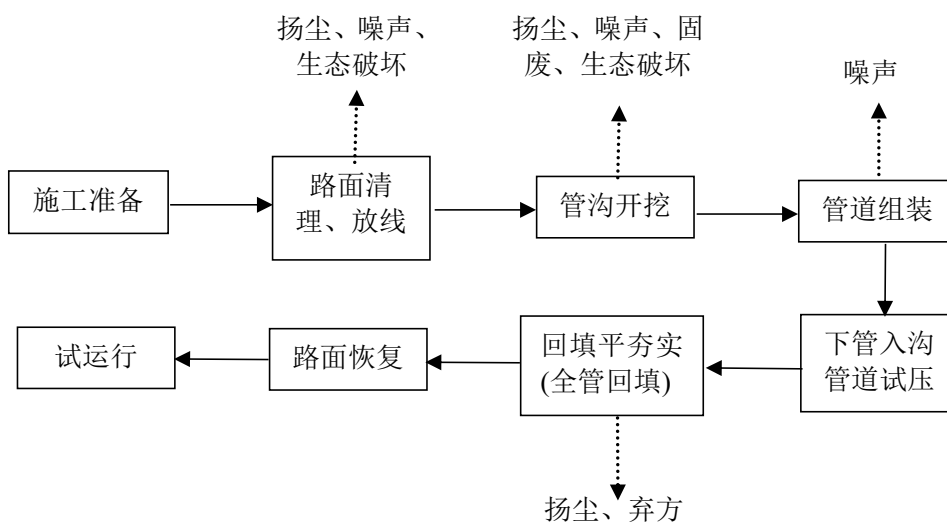 扬尘、噪声、
生态破坏
扬尘、噪声、固
废、生态破坏
噪声
施工准备
路面清
理、放线
管沟开挖
管道组装
试运行
路面恢复
回填平夯实
(全管回填)
下管入沟
管道试压
扬尘、弃方